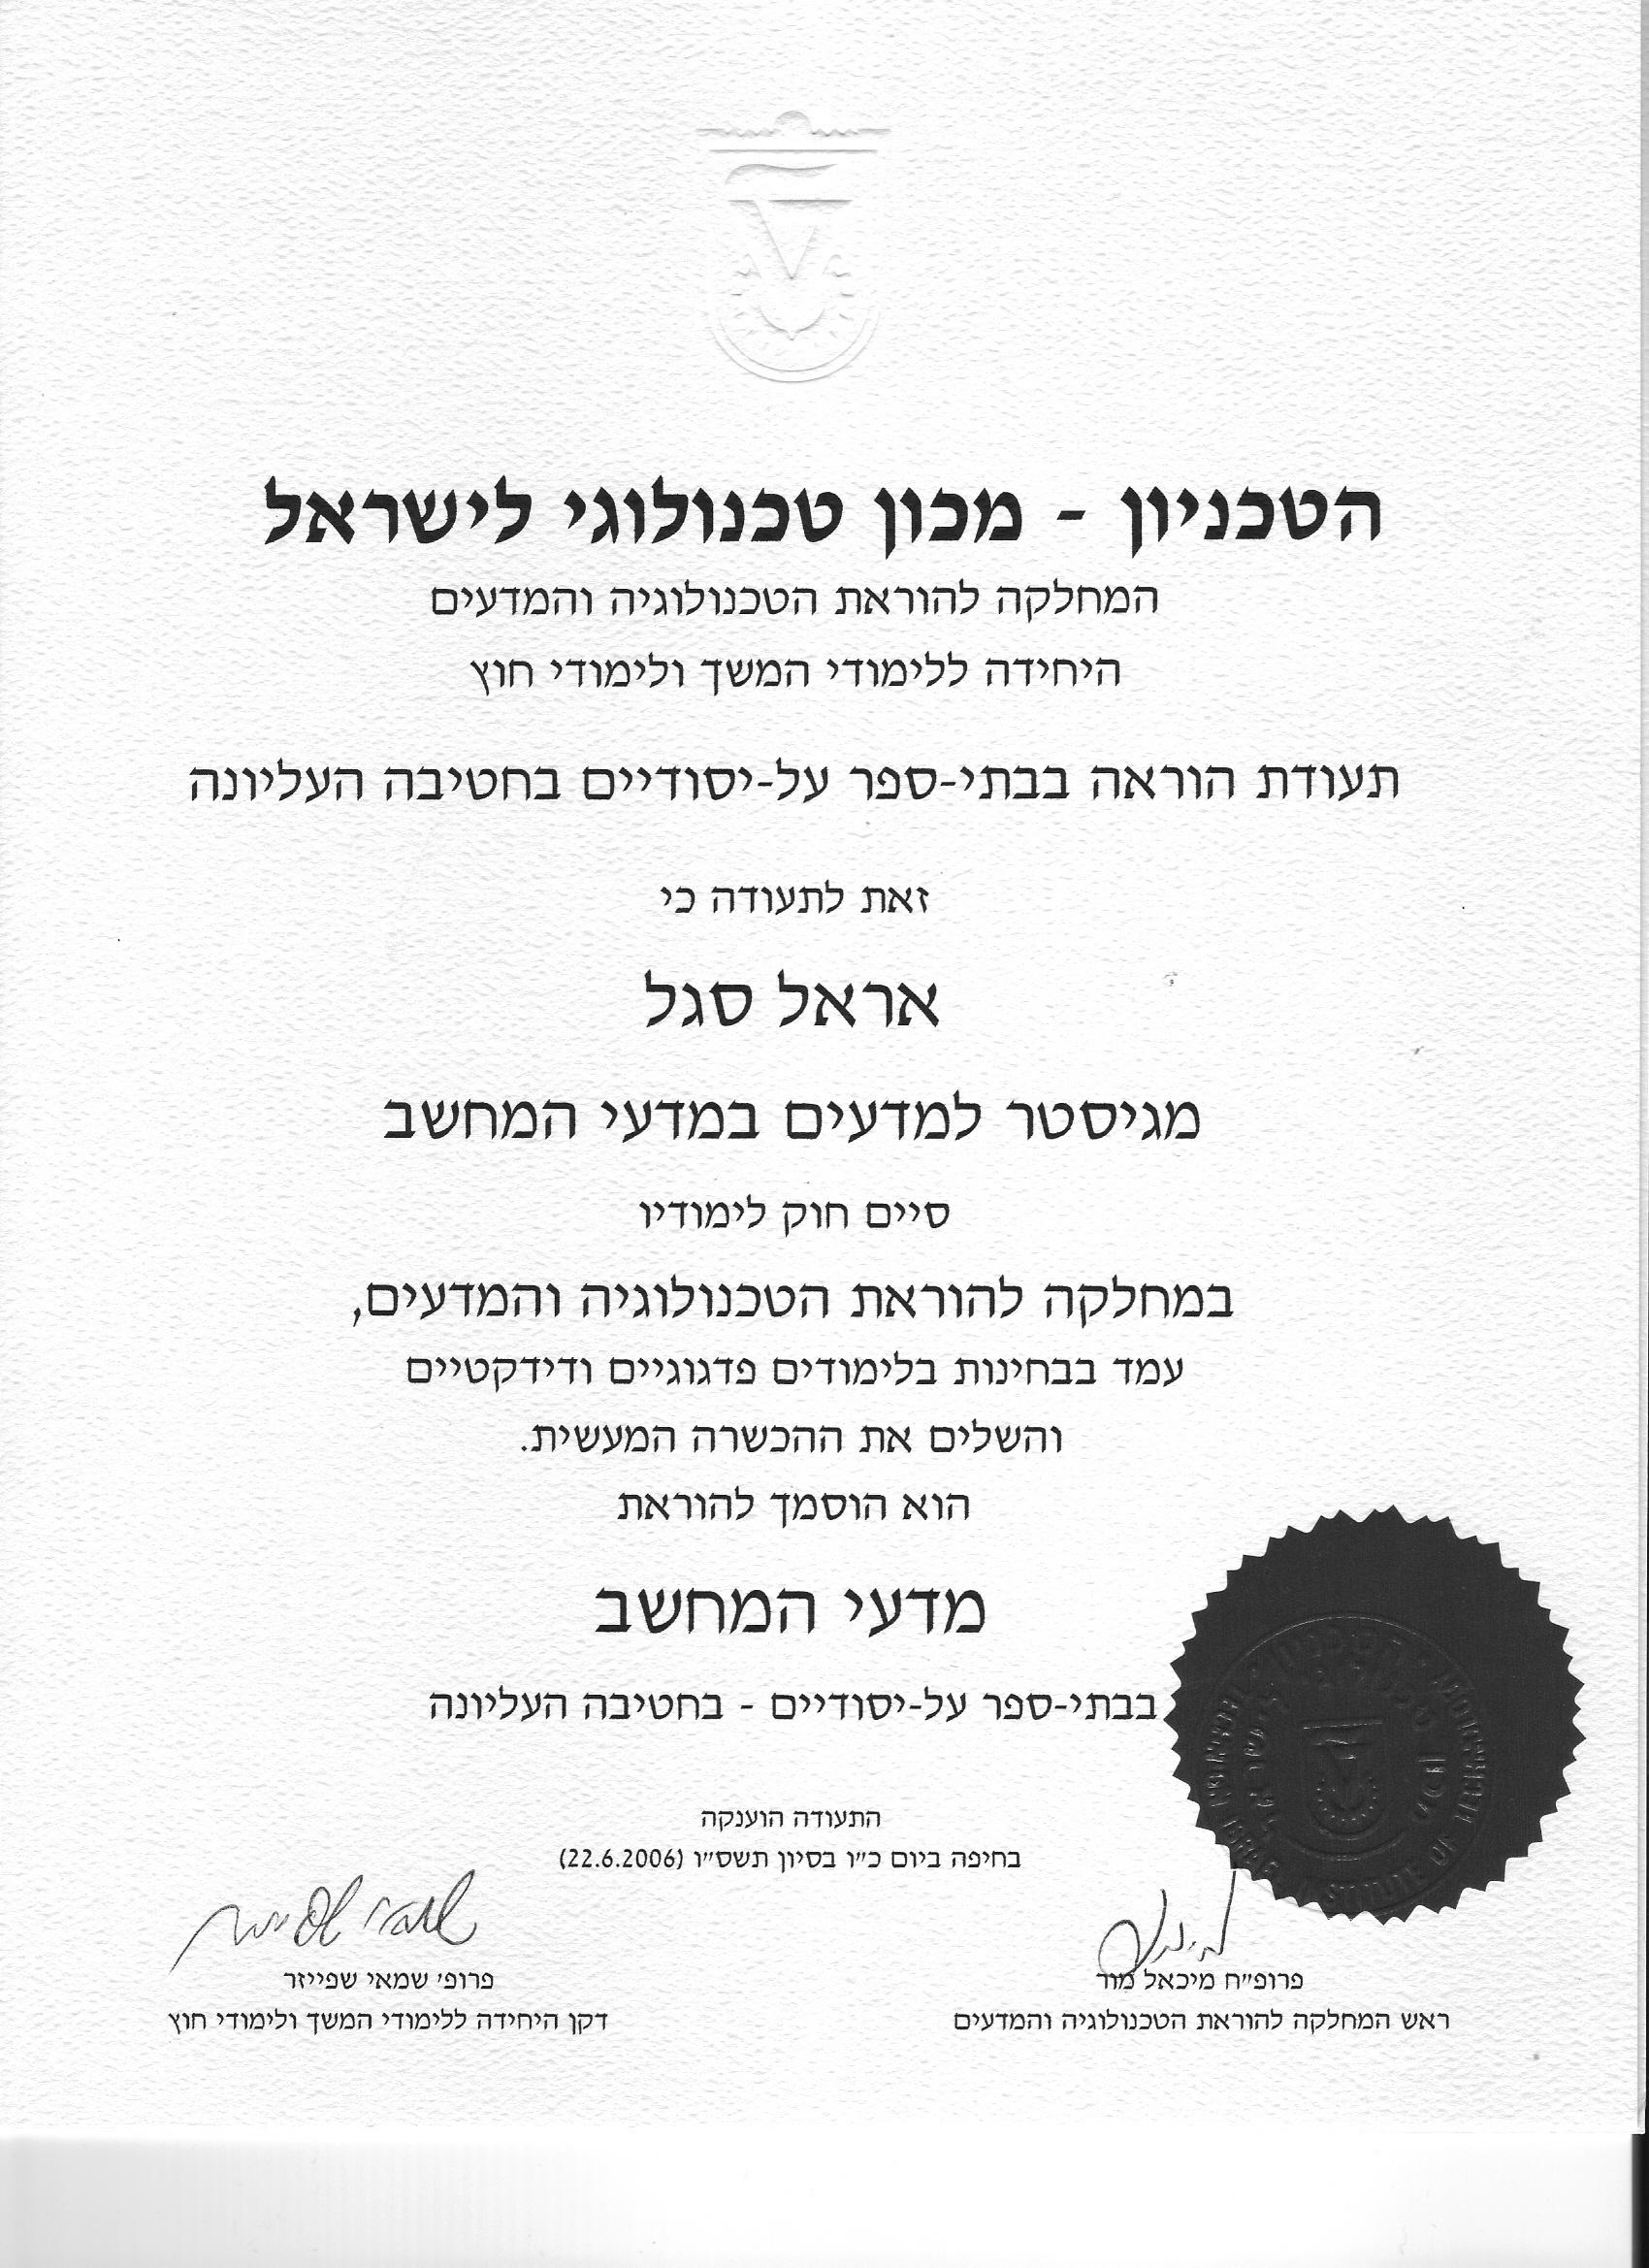 הטכניון - מכון טכנולוגי לישראל
המחלקה להוראת הטכנולוגיה והמדעים
היחידה ללימודי המשך ולימודי חוץ
תעודת הוראה בבתי-ספר על-יסודיים בחטיבה העליונה
זאת לתעודה כי
אראל סגל
מגיסטר למדעים במדעי המחשב
סיים חוק לימודיו
במחלקה להוראת הטכנולוגיה והמדעים,
עמד בבחינות בלימודים פדגוגיים ודידקטיים
והשלים את ההכשרה המעשית.
הוא הוסמך להוראת
מדעי המחשב
בבתי-ספר על-יסודיים - בחטיבה העליונה
התעודה הוענקה
בחיפה ביום כ״ו בסיון תשס״ו (22.6.2006)
פרופ״ח מיכאל מור
ראש המחלקה להוראת הטכנולוגיה והמדעים
פרופ׳ שמאי שפייזר
דקן היחידה ללימודי המשך ולימודי חוץ
INSTITUTE OF